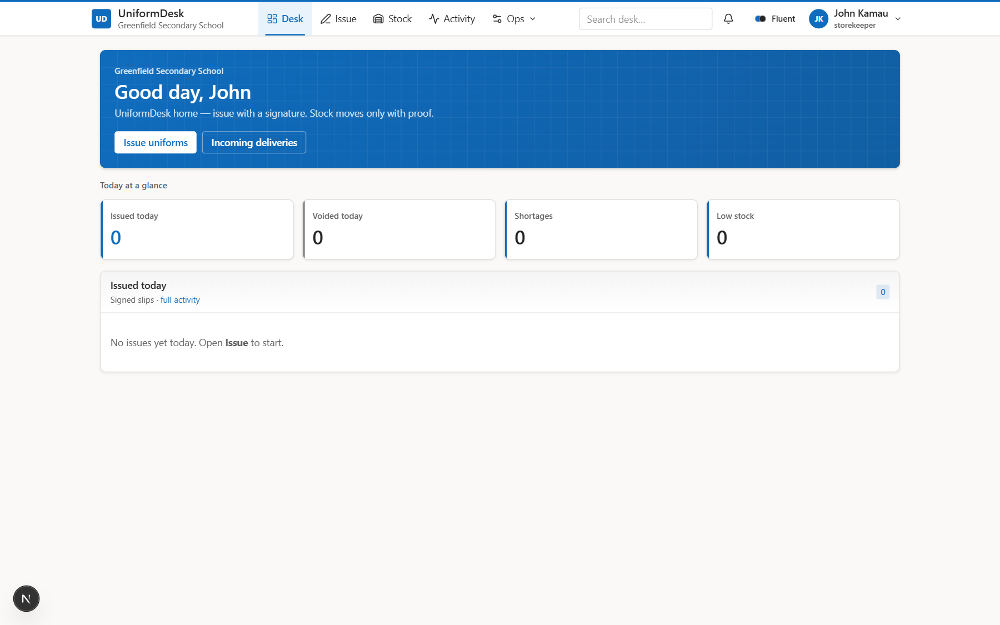 UD
UniformDesk
Greenfield Secondary School
Desk
Issue
Stock
Activity
Ops
Search desk...
Fluent
JK
John Kamau
storekeeper
Greenfield Secondary School
Good day, John
UniformDesk home — issue with a signature. Stock moves only with proof.
Issue uniforms
Incoming deliveries
Today at a glance
Issued today
0
Voided today
0
Shortages
0
Low stock
0
Issued today
Signed slips · full activity
0
No issues yet today. Open Issue to start.
N